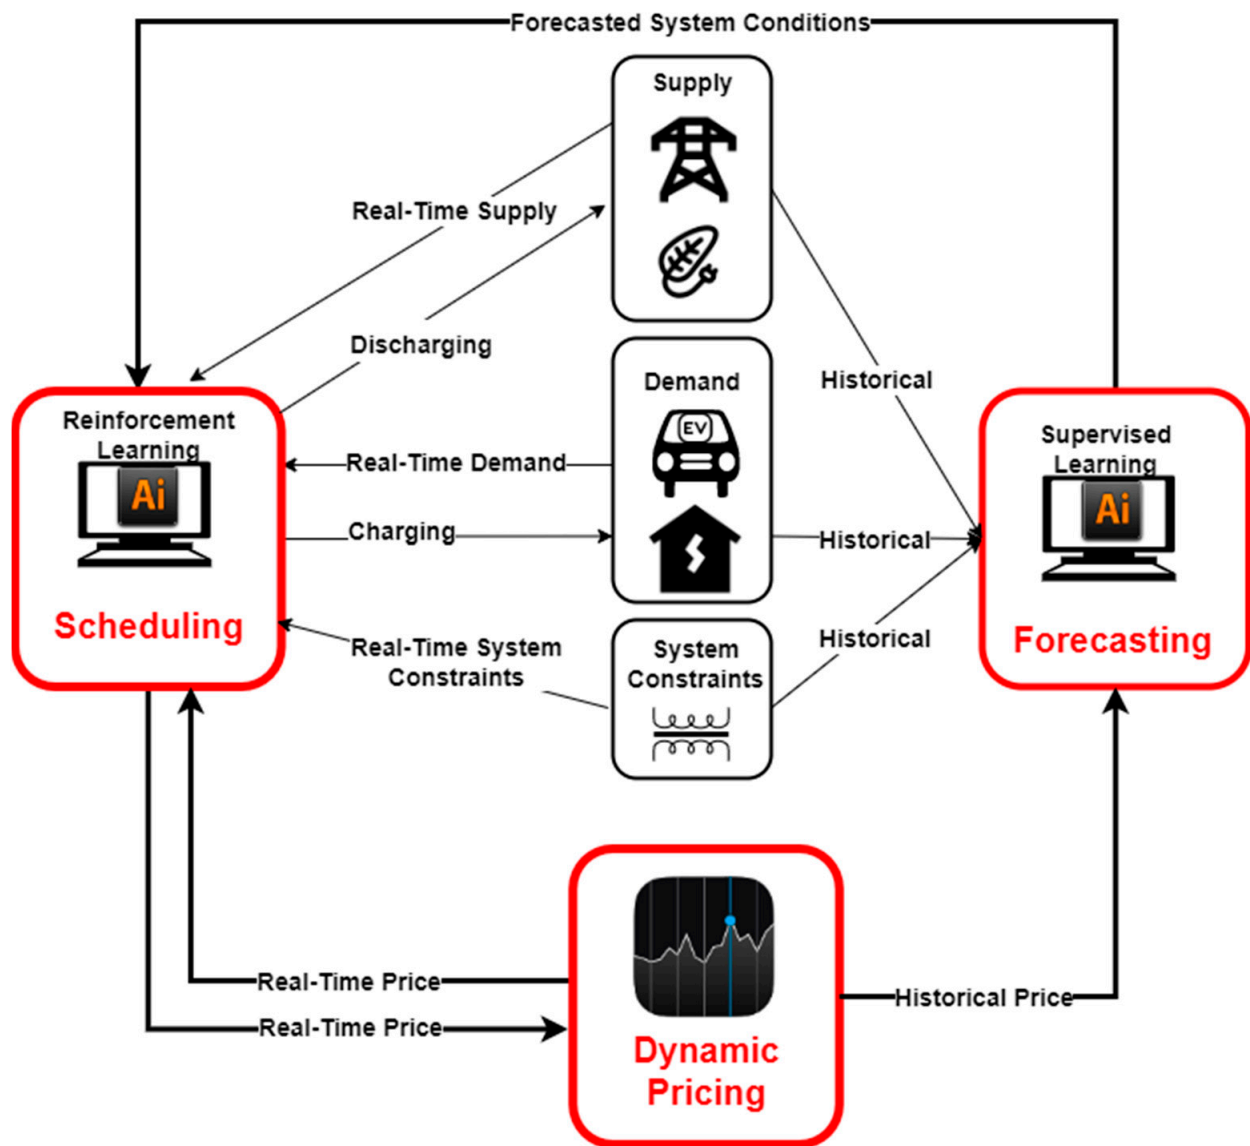 Forecasted System Conditions
Supply
Real-Time Supply
Discharging
Historical
Reinforcement
Learning
Ai
Scheduling
Demand
EV
Real-Time Demand
Charging
Historical
Supervised
Learning
Ai
Forecasting
Real-Time System
Constraints
System
Constraints
Historical
Real-Time Price
Real-Time Price
Historical Price
Dynamic
Pricing